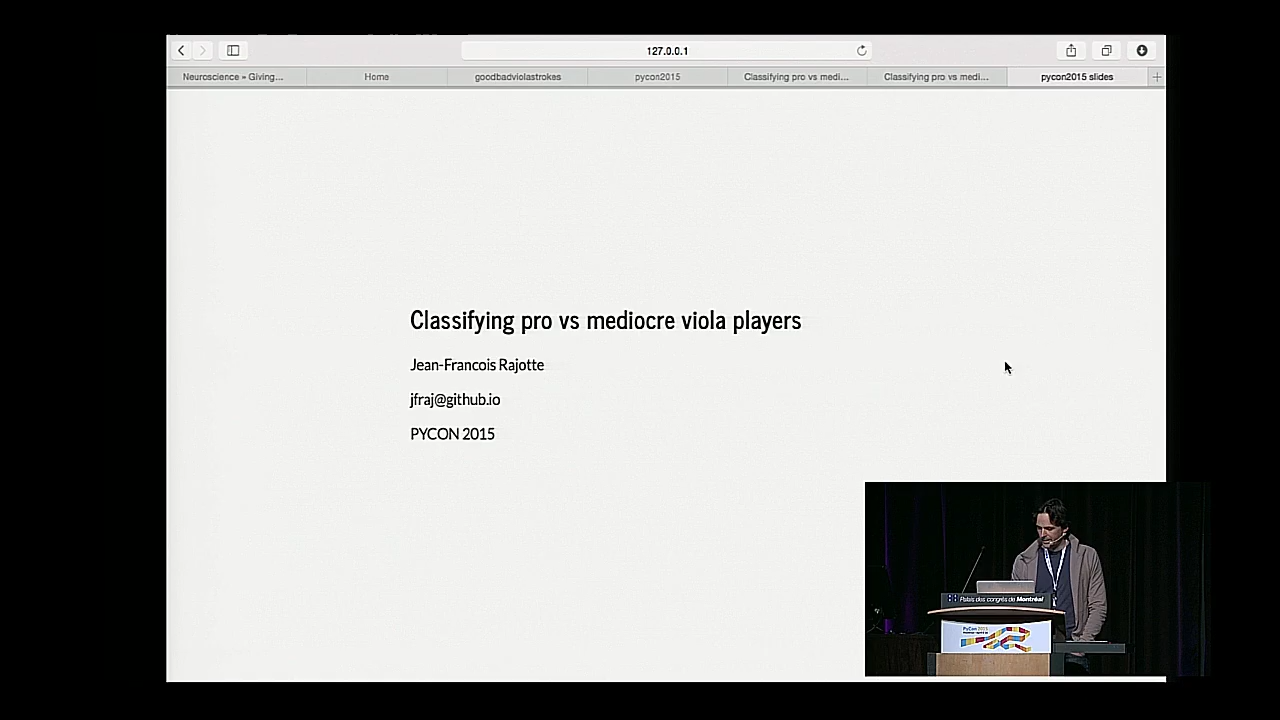 127.0.0.1
Neuroscience » Giving...
Home
goodbadviolastrokes
pycon2015
Classifying pro vs medi...
Classifying pro vs medi...
pycon2015 slides
Classifying pro vs mediocre viola players
Jean-Francois Rajotte
jfraj@github.io
PYCON 2015
Palais des congrès de Montréal
PyCon 2015